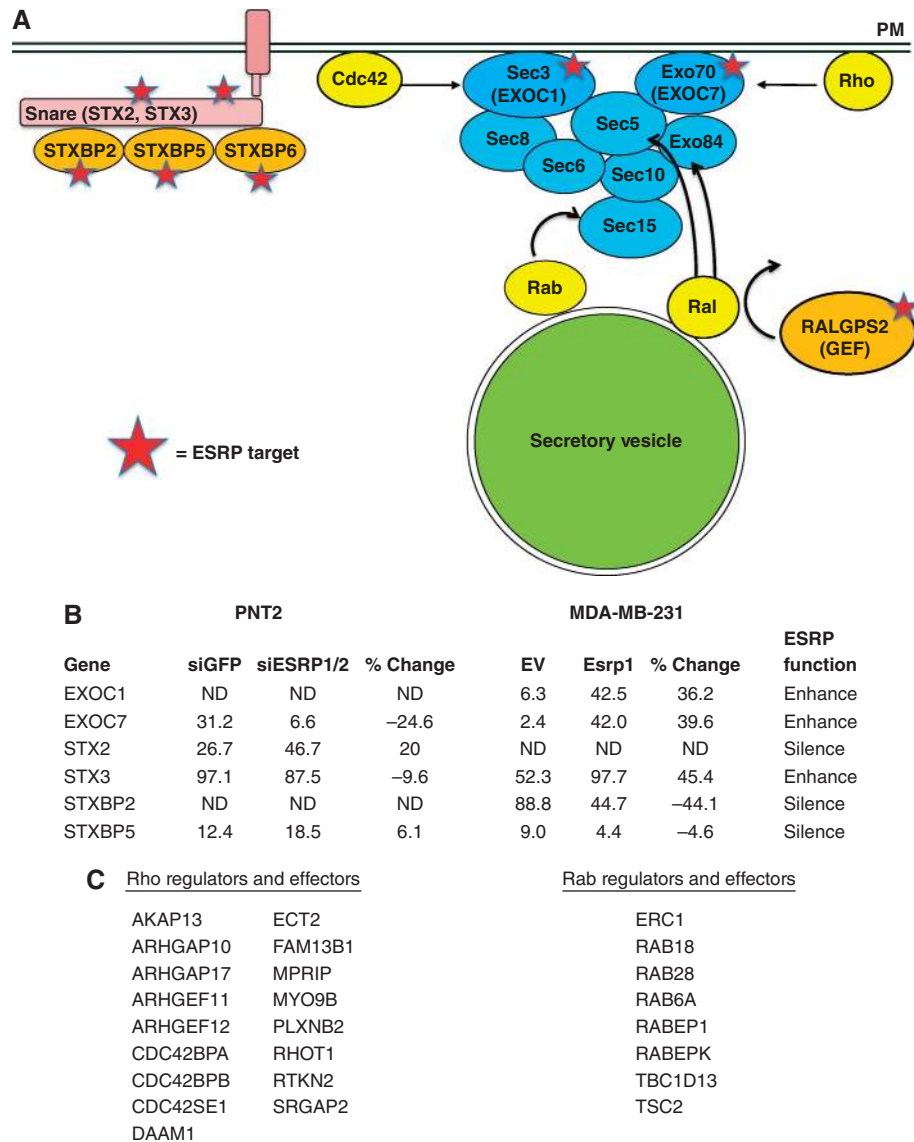 A
PM
Cdc42
Sec3
(EXOC1)
Exo70
(EXOC7)
Rho
Snare (STX2, STX3)
STXBP2 STXBP5 STXBP6
Sec8
Sec5
Exo84
Sec6
Sec10
Sec15
Rab
Ral
RALGPS2
(GEF)
Secretory vesicle
= ESRP target
B
PNT2 MDA-MB-231
Gene siGFP siESRP1/2 % Change EV Esrp1 % Change ESRP function
EXOC1 ND ND ND 6.3 42.5 36.2 Enhance
EXOC7 31.2 6.6 –24.6 2.4 42.0 39.6 Enhance
STX2 26.7 46.7 20 ND ND ND Silence
STX3 97.1 87.5 –9.6 52.3 97.7 45.4 Enhance
STXBP2 ND ND ND 88.8 44.7 –44.1 Silence
STXBP5 12.4 18.5 6.1 9.0 4.4 –4.6 Silence
C
Rho regulators and effectors
AKAP13 ECT2
ARHGAP10 FAM13B1
ARHGAP17 MPRIP
ARHGEF11 MYO9B
ARHGEF12 PLXNB2
CDC42BPA RHOT1
CDC42BPB RTKN2
CDC42SE1 SRGAP2
DAAM1
Rab regulators and effectors
ERC1
RAB18
RAB28
RAB6A
RABEP1
RABEPK
TBC1D13
TSC2